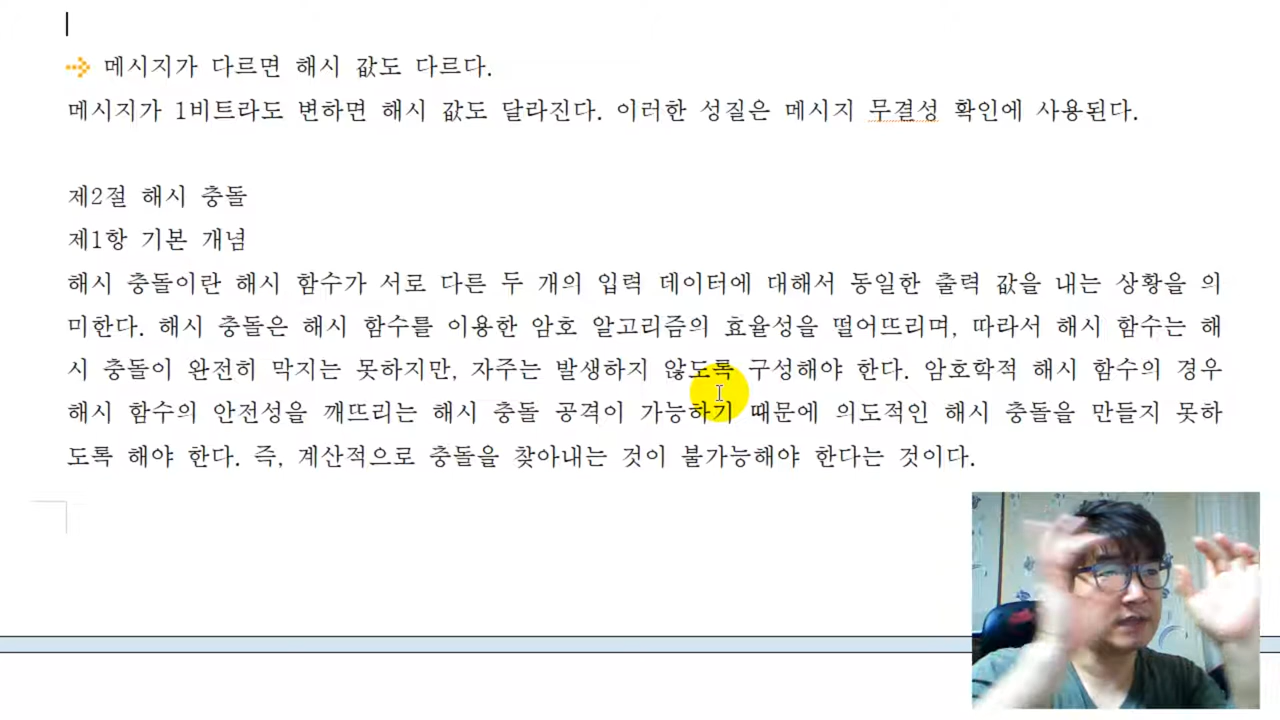 메시지가 다르면 해시 값도 다르다.
메시지가 1비트라도 변하면 해시 값도 달라진다. 이러한 성질은 메시지 무결성 확인에 사용된다.
제2절 해시 충돌
제1항 기본 개념
해시 충돌이란 해시 함수가 서로 다른 두 개의 입력 데이터에 대해서 동일한 출력 값을 내는 상황을 의
미한다. 해시 충돌은 해시 함수를 이용한 암호 알고리즘의 효율성을 떨어뜨리며, 따라서 해시 함수는 해
시 충돌이 완전히 막지는 못하지만, 자주는 발생하지 않도록 구성해야 한다. 암호학적 해시 함수의 경우
해시 함수의 안전성을 깨뜨리는 해시 충돌 공격이 가능하기 때문에 의도적인 해시 충돌을 만들지 못하
도록 해야 한다. 즉, 계산적으로 충돌을 찾아내는 것이 불가능해야 한다는 것이다.